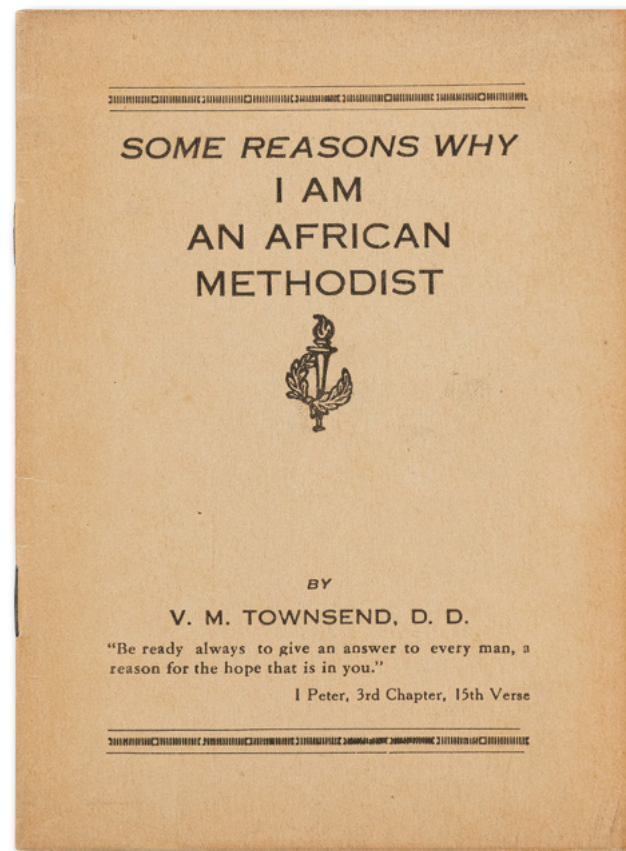 SOME REASONS WHY
I AM
AN AFRICAN
METHODIST
BY
V. M. TOWNSEND, D. D.
“Be ready always to give an answer to every man, a
reason for the hope that is in you.”
I Peter, 3rd Chapter, 15th Verse